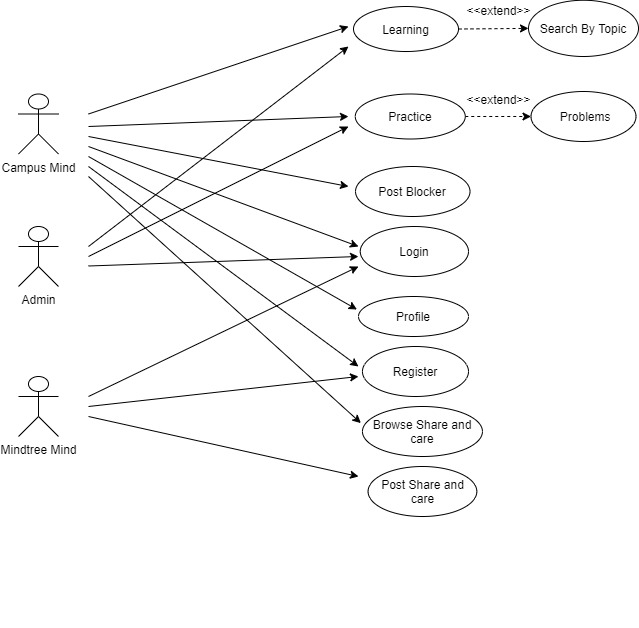 <<extend>>
Learning
Search By Topic
<<extend>>
Practice
Problems
Campus Mind
Post Blocker
Login
Admin
Profile
Register
Browse Share and
care
Mindtree Mind
Post Share and
care